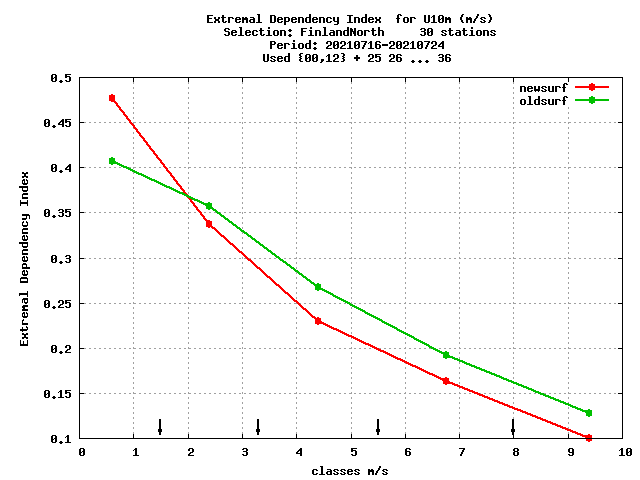 Extremal Dependency Index  for U10m (m/s)
Selection: FinlandNorth     30 stations
Period: 20210716-20210724
Used {00,12} + 25 26 ... 36
newsurf
oldsurf
0.5
0.45
0.4
0.35
0.3
0.25
0.2
0.15
0.1
Extremal Dependency Index
0 1 2 3 4 5 6 7 8 9 10
classes m/s